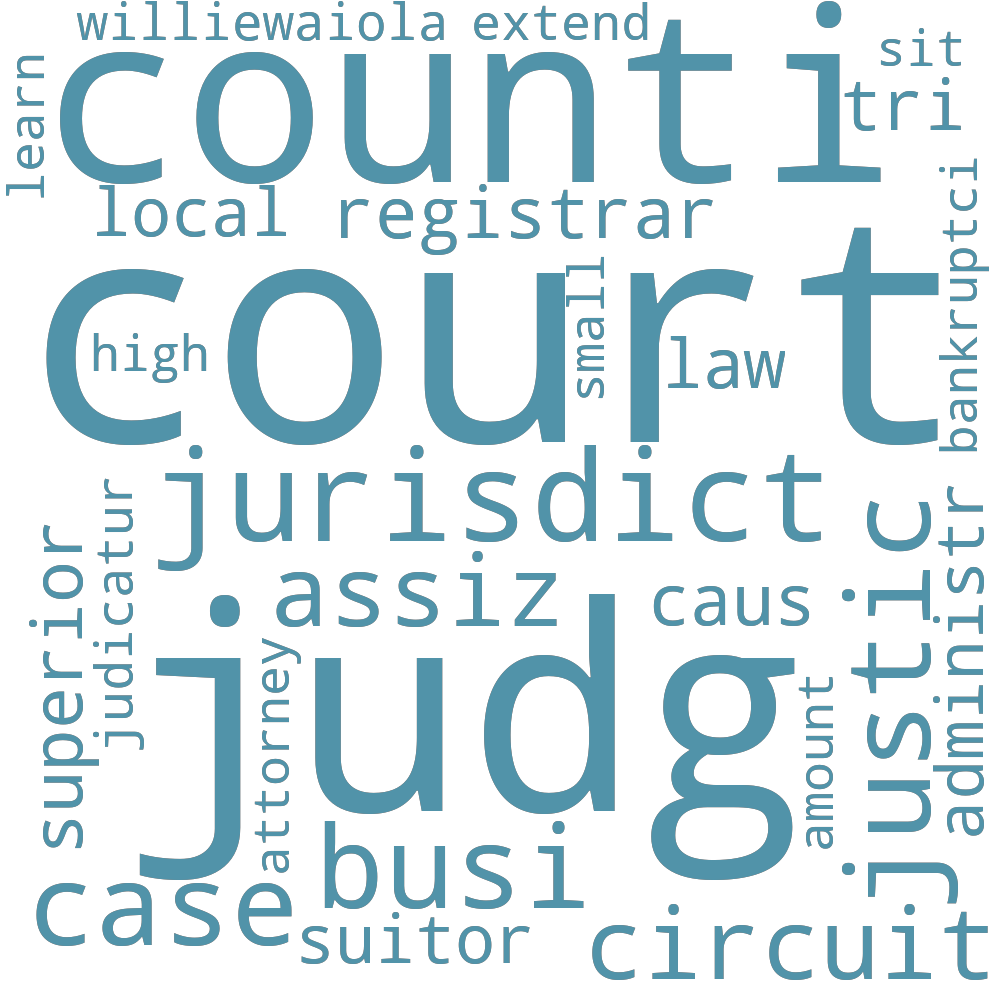 williewaiola extend
counti
sit
tri
learn
local registrar
court
high
small
law
bankruptci
jurisdict
assiz
caus
judg
superior
judicatur
attorney
amount
justic
administr
busi
case
suitor
circuit